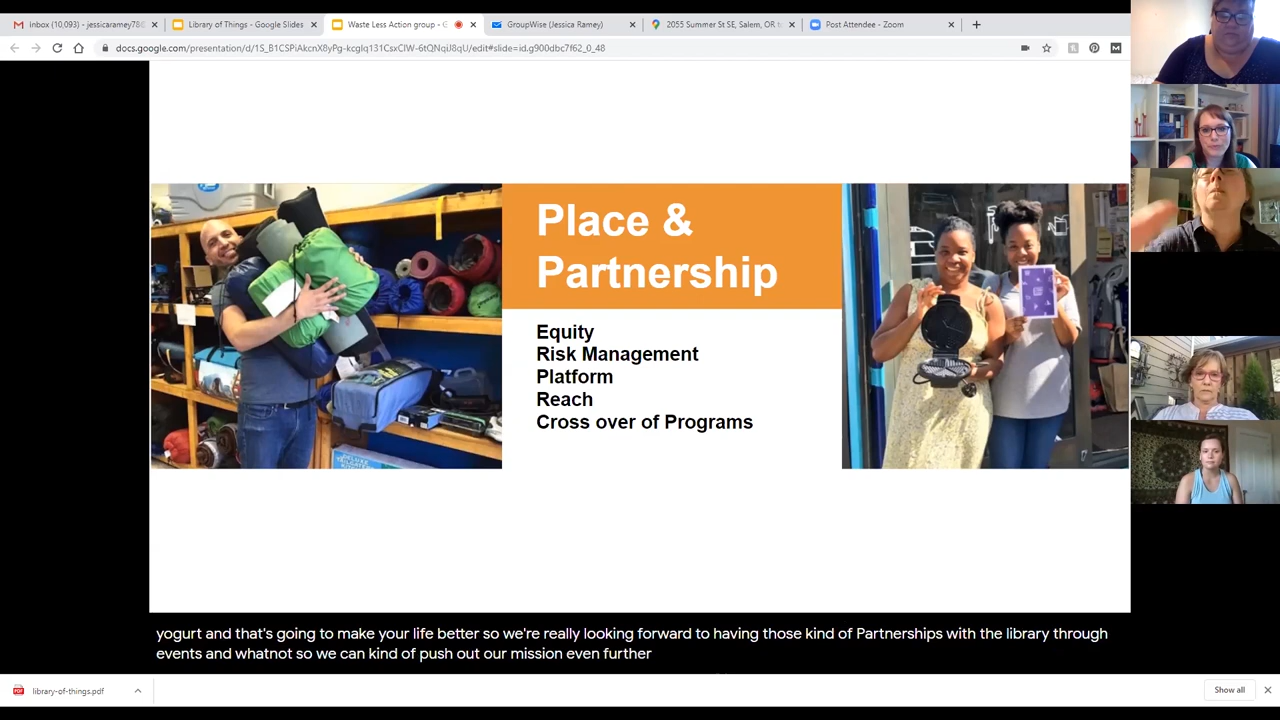 Inbox (10,093) - jessicaramey786
Library of Things - Google Slides
Waste Less Action group - G
GroupWise (Jessica Ramey)
2055 Summer St SE, Salem, OR to
Post Attendee - Zoom
docs.google.com/presentation/d/1S_B1CSPiAkcnX8yPg-kcglq131CsxClW-6tQNqiJ8qU/edit#slide=id.g900dbc7f62_0_48
Place &
Partnership
Equity
Risk Management
Platform
Reach
Cross over of Programs
yogurt and that's going to make your life better so we're really looking forward to having those kind of Partnerships with the library through
events and whatnot so we can kind of push out our mission even further
library-of-things.pdf
Show all